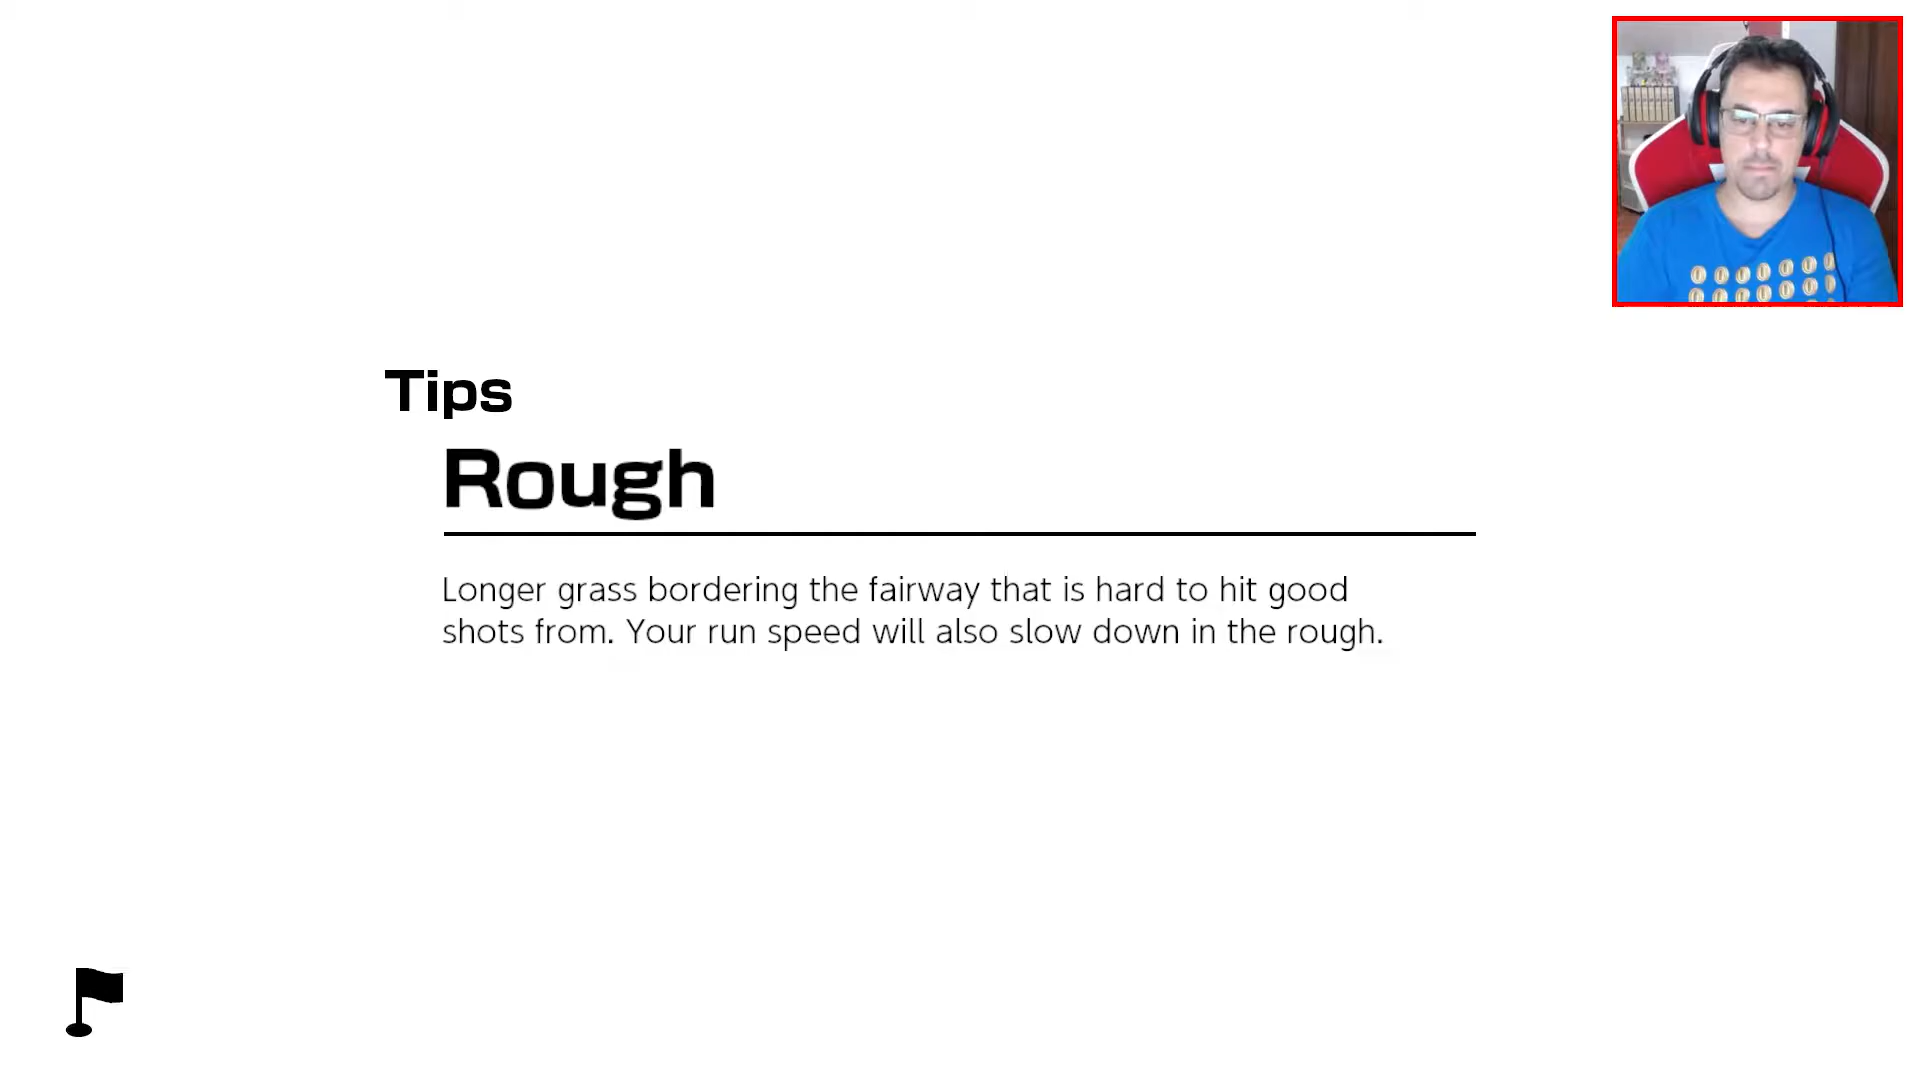 Tips
Rough
Longer grass bordering the fairway that is hard to hit good
shots from. Your run speed will also slow down in the rough.